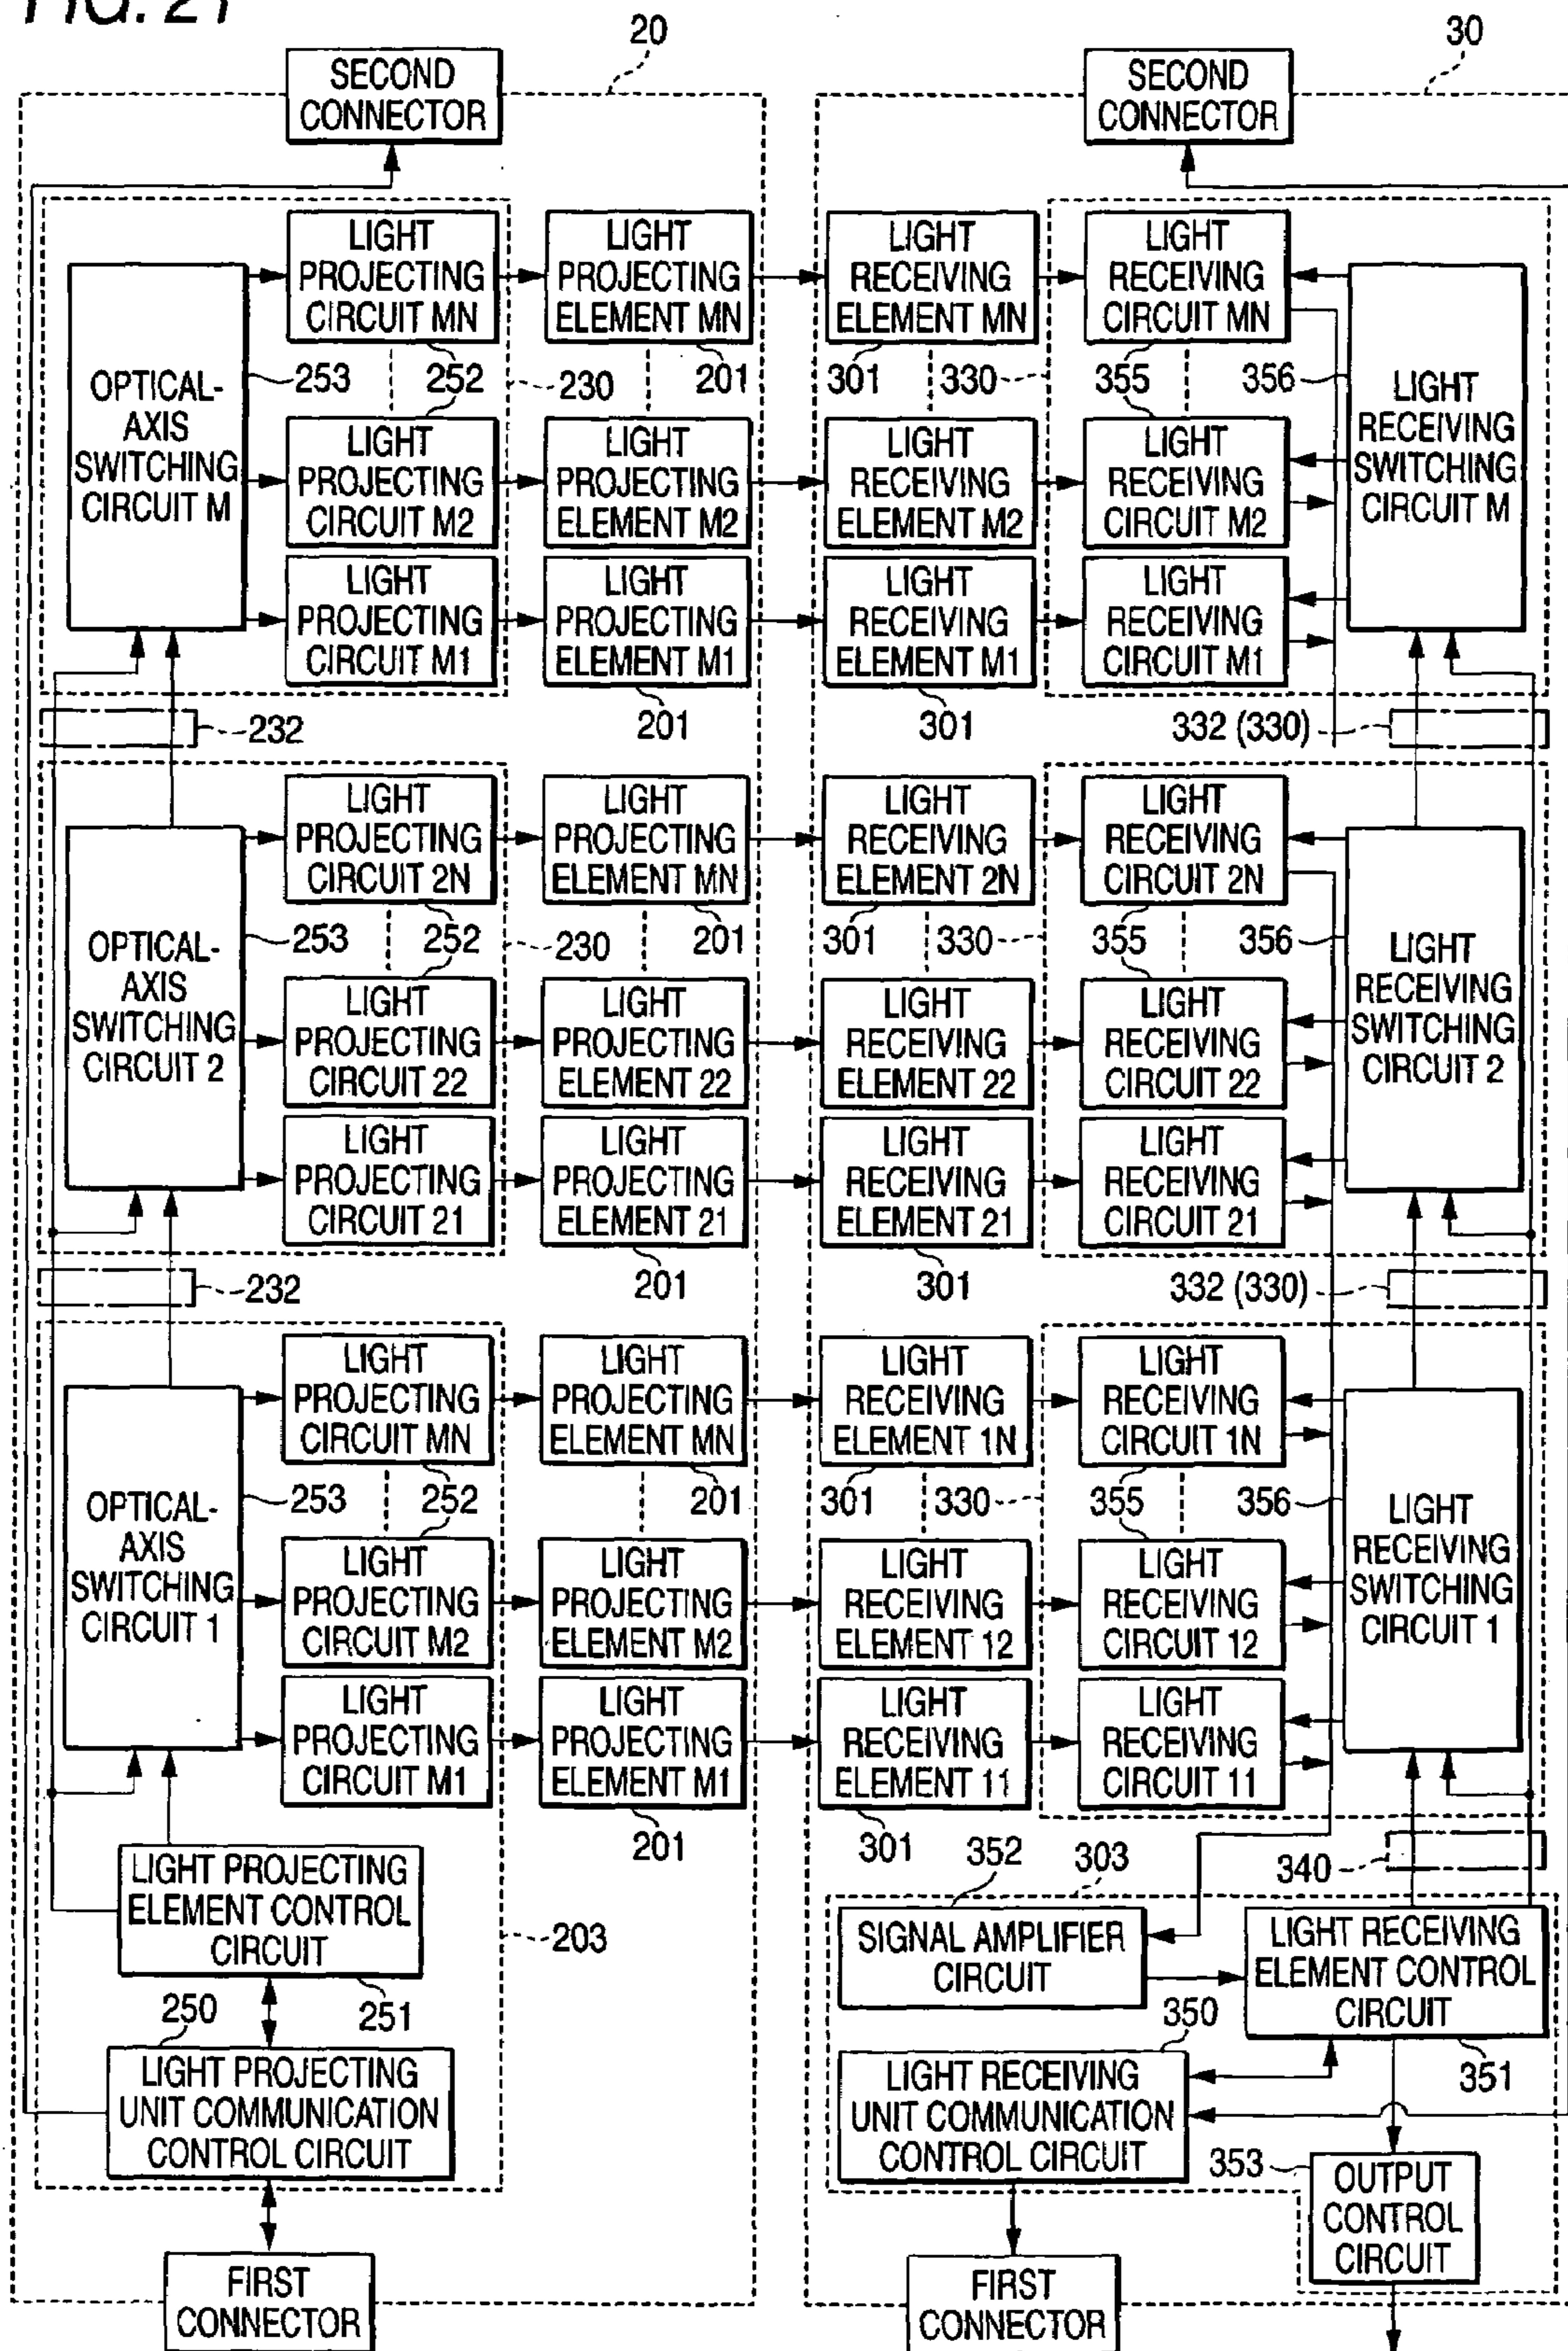 FIG. 21
20
30
SECOND
CONNECTOR
SECOND
CONNECTOR
OPTICAL-
AXIS
SWITCHING
CIRCUIT M
LIGHT
PROJECTING
CIRCUIT MN
LIGHT
PROJECTING
ELEMENT MN
LIGHT
RECEIVING
ELEMENT MN
LIGHT
RECEIVING
CIRCUIT MN
LIGHT
RECEIVING
SWITCHING
CIRCUIT M
253
252
230
201
301
330
355
356
LIGHT
PROJECTING
CIRCUIT M2
LIGHT
PROJECTING
ELEMENT M2
LIGHT
RECEIVING
ELEMENT M2
LIGHT
RECEIVING
CIRCUIT M2
LIGHT
PROJECTING
CIRCUIT M1
LIGHT
PROJECTING
ELEMENT M1
LIGHT
RECEIVING
ELEMENT M1
LIGHT
RECEIVING
CIRCUIT M1
232
201
301
332 (330)
OPTICAL-
AXIS
SWITCHING
CIRCUIT 2
LIGHT
PROJECTING
CIRCUIT 2N
LIGHT
PROJECTING
ELEMENT MN
LIGHT
RECEIVING
ELEMENT 2N
LIGHT
RECEIVING
CIRCUIT 2N
LIGHT
RECEIVING
SWITCHING
CIRCUIT 2
253
252
230
201
301
330
355
356
LIGHT
PROJECTING
CIRCUIT 22
LIGHT
PROJECTING
ELEMENT 22
LIGHT
RECEIVING
ELEMENT 22
LIGHT
RECEIVING
CIRCUIT 22
LIGHT
PROJECTING
CIRCUIT 21
LIGHT
PROJECTING
ELEMENT 21
LIGHT
RECEIVING
ELEMENT 21
LIGHT
RECEIVING
CIRCUIT 21
232
201
301
332 (330)
OPTICAL-
AXIS
SWITCHING
CIRCUIT 1
LIGHT
PROJECTING
CIRCUIT MN
LIGHT
PROJECTING
ELEMENT MN
LIGHT
RECEIVING
ELEMENT 1N
LIGHT
RECEIVING
CIRCUIT 1N
LIGHT
RECEIVING
SWITCHING
CIRCUIT 1
253
252
201
301
330
355
356
LIGHT
PROJECTING
CIRCUIT M2
LIGHT
PROJECTING
ELEMENT M2
LIGHT
RECEIVING
ELEMENT 12
LIGHT
RECEIVING
CIRCUIT 12
LIGHT
PROJECTING
CIRCUIT M1
LIGHT
PROJECTING
ELEMENT M1
LIGHT
RECEIVING
ELEMENT 11
LIGHT
RECEIVING
CIRCUIT 11
201
301
352
303
340
LIGHT PROJECTING
ELEMENT CONTROL
CIRCUIT
203
SIGNAL AMPLIFIER
CIRCUIT
LIGHT RECEIVING
ELEMENT CONTROL
CIRCUIT
250
251
350
351
LIGHT PROJECTING
UNIT COMMUNICATION
CONTROL CIRCUIT
LIGHT RECEIVING
UNIT COMMUNICATION
CONTROL CIRCUIT
353
OUTPUT
CONTROL
CIRCUIT
FIRST
CONNECTOR
FIRST
CONNECTOR